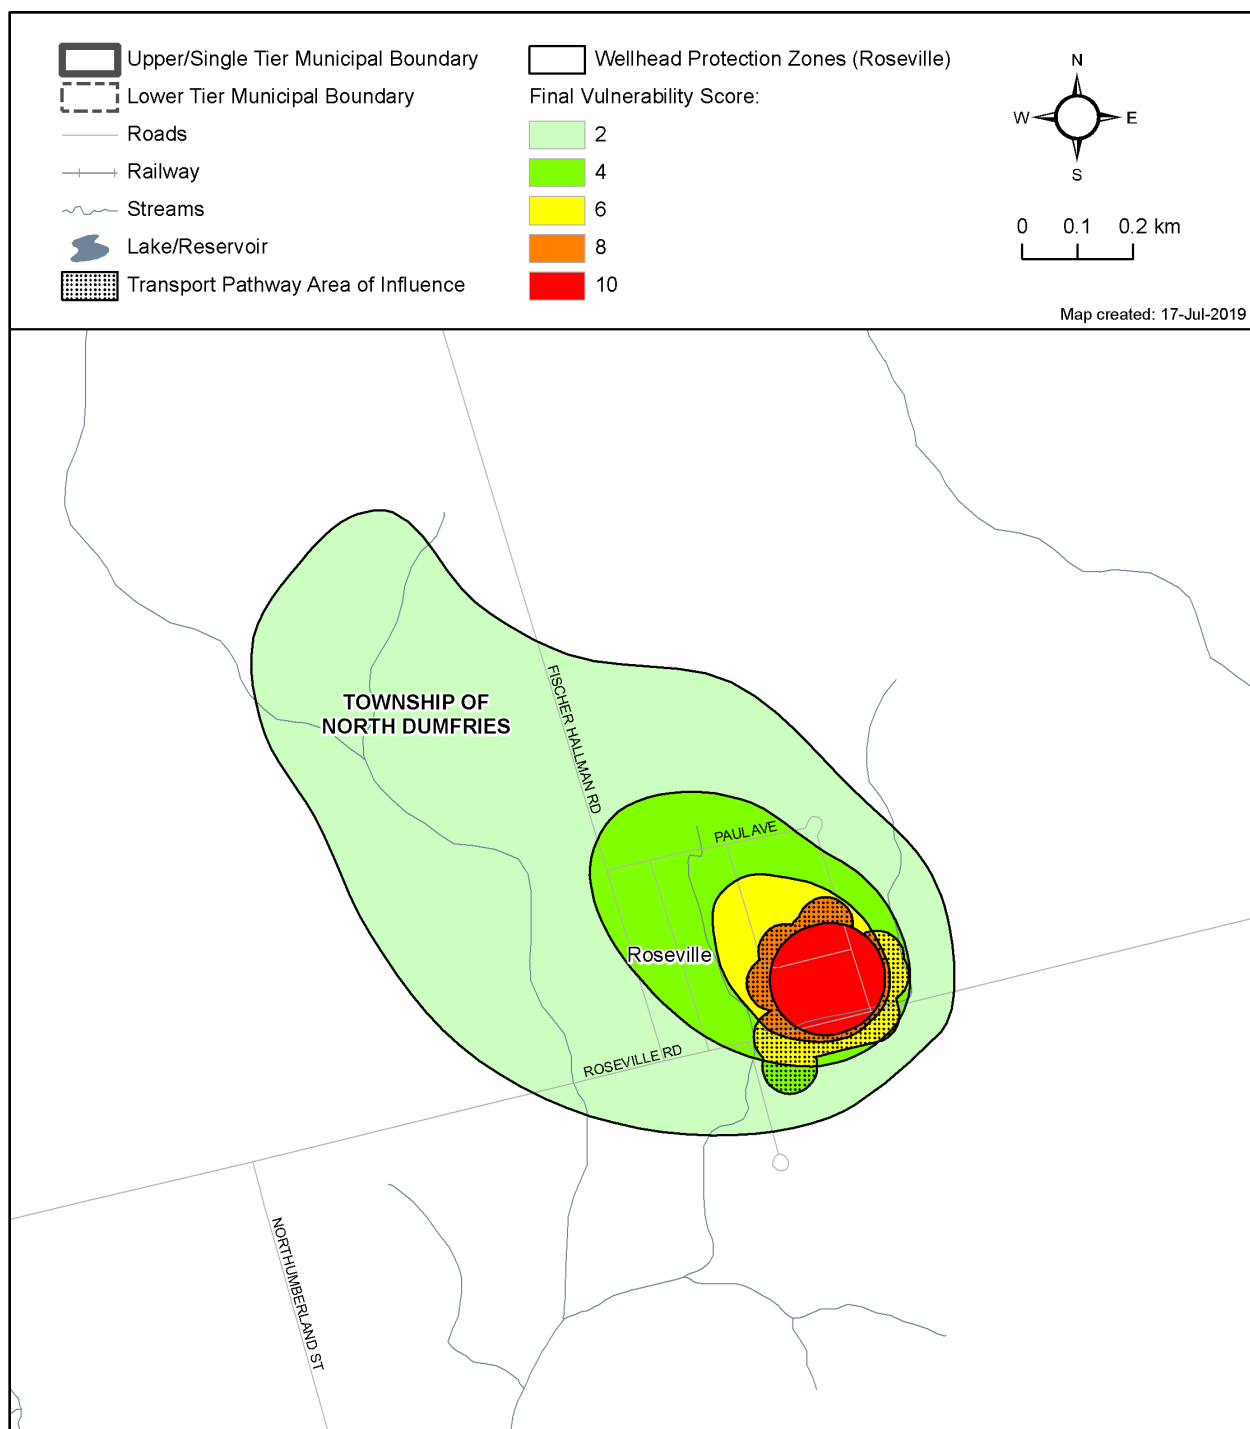 Upper/Single Tier Municipal Boundary
Lower Tier Municipal Boundary
Roads
Railway
Streams
Lake/Reservoir
Transport Pathway Area of Influence
Wellhead Protection Zones (Roseville)
Final Vulnerability Score:
2
4
6
8
10
N
W E
S
0 0.1 0.2 km
Map created: 17-Jul-2019
TOWNSHIP OF
NORTH DUMFRIES
FISCHER HALLMAN RD
PAUL AVE
Roseville
ROSEVILLE RD
NORTHUMBERLAND ST